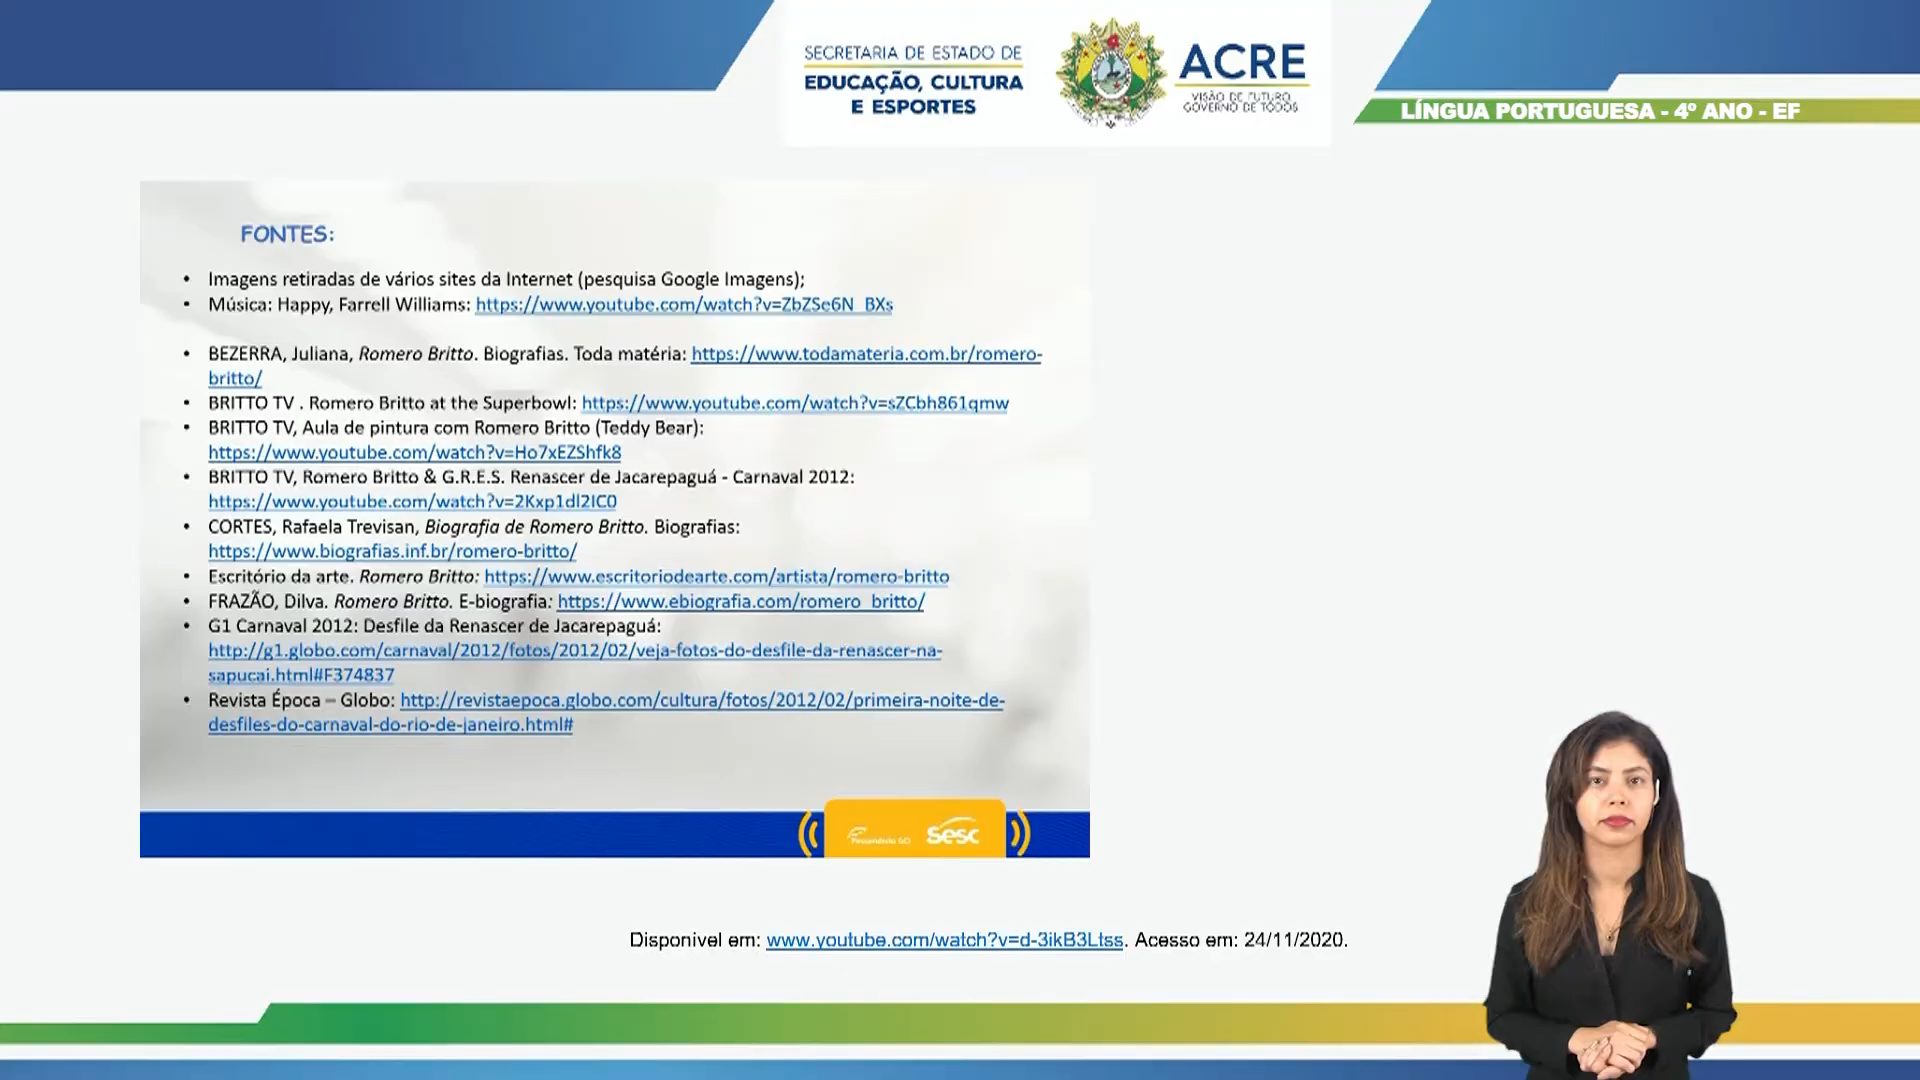 SECRETARIA DE ESTADO DE
EDUCAÇÃO, CULTURA
E ESPORTES
ACRE
VISÃO DE FUTURO,
GOVERNO DE TODOS
LÍNGUA PORTUGUESA - 4º ANO - EF
FONTES:
• Imagens retiradas de vários sites da Internet (pesquisa Google Imagens);
• Música: Happy, Farrell Williams: https://www.youtube.com/watch?v=ZbZSe6N_BXs
• BEZERRA, Juliana, Romero Britto. Biografias. Toda matéria: https://www.todamateria.com.br/romero-
britto/
• BRITTO TV . Romero Britto at the Superbowl: https://www.youtube.com/watch?v=sZCbh861qmw
• BRITTO TV, Aula de pintura com Romero Britto (Teddy Bear):
https://www.youtube.com/watch?v=Ho7xEZShfk8
• BRITTO TV, Romero Britto & G.R.E.S. Renascer de Jacarepaguá - Carnaval 2012:
https://www.youtube.com/watch?v=2Kxp1dl2IC0
• CORTES, Rafaela Trevisan, Biografia de Romero Britto. Biografias:
https://www.biografias.inf.br/romero-britto/
• Escritório da arte. Romero Britto: https://www.escritoriodearte.com/artista/romero-britto
• FRAZÃO, Dilva. Romero Britto. E-biografia: https://www.ebiografia.com/romero_britto/
• G1 Carnaval 2012: Desfile da Renascer de Jacarepaguá:
http://g1.globo.com/carnaval/2012/fotos/2012/02/veja-fotos-do-desfile-da-renascer-na-
sapucai.html#F374837
• Revista Época – Globo: http://revistaepoca.globo.com/cultura/fotos/2012/02/primeira-noite-de-
desfiles-do-carnaval-do-rio-de-janeiro.html#
Sesc
Disponivel em: www.youtube.com/watch?v=d-3ikB3Ltss. Acesso em: 24/11/2020.